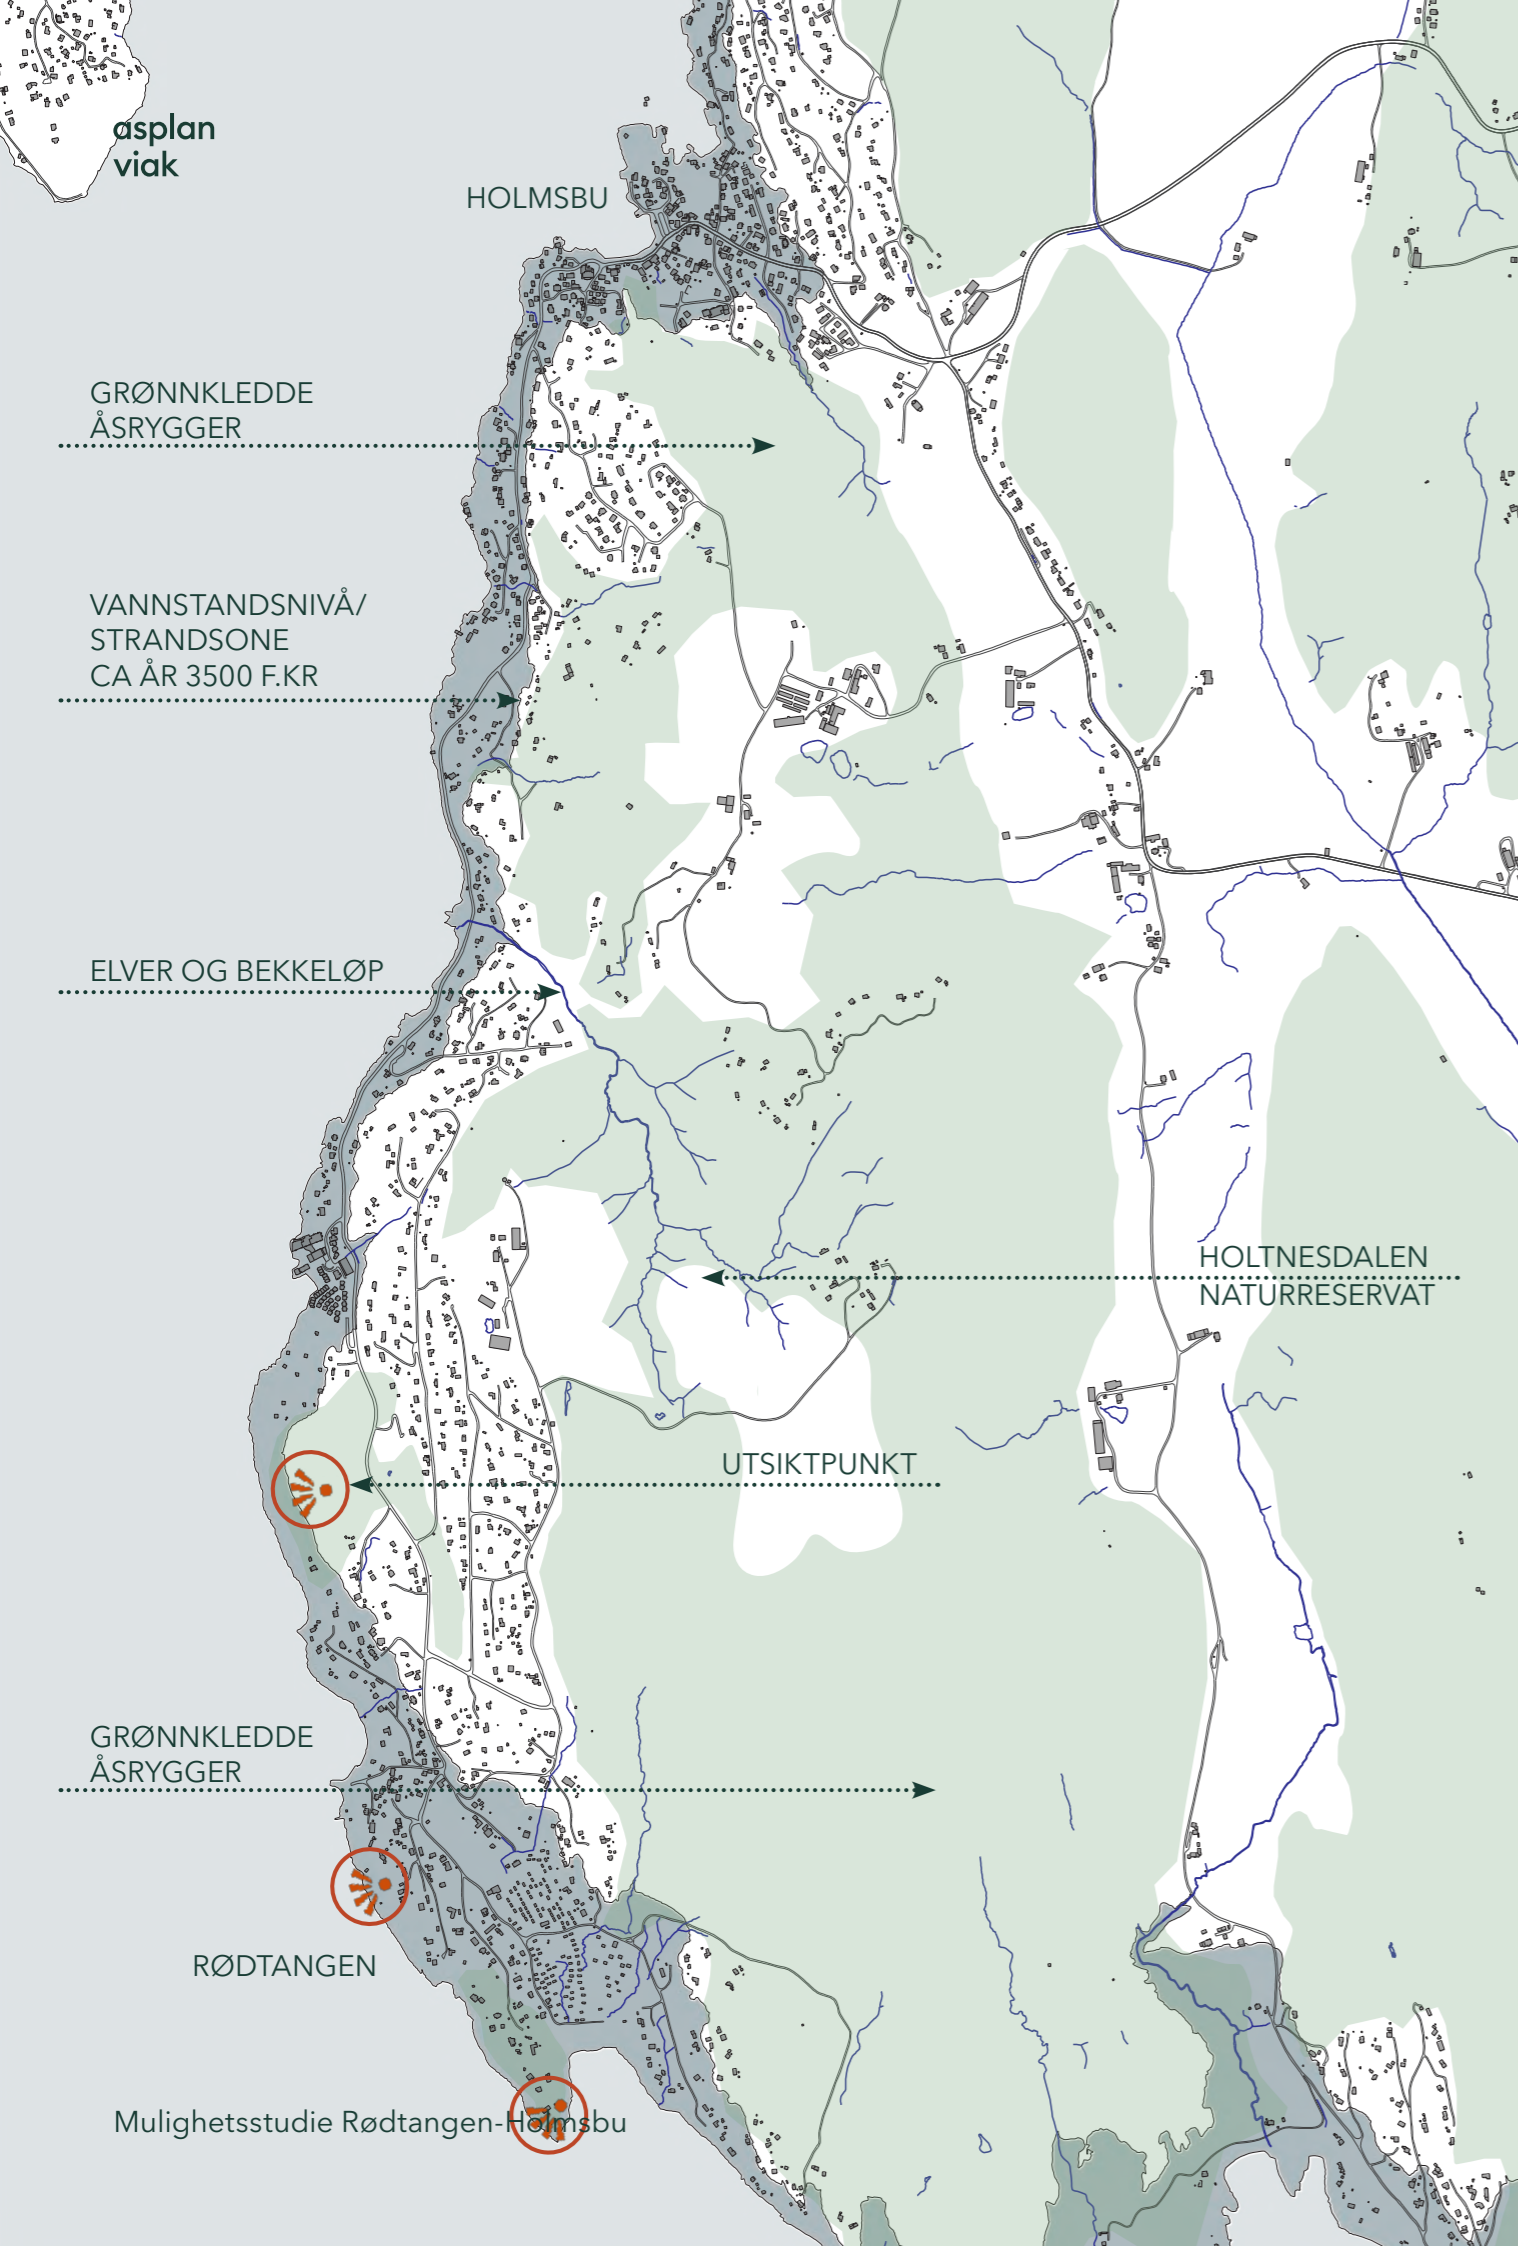 asplan
viak
HOLMSBU
GRØNNKLEDDE
ÅSRYGGER
VANNSTANDSNIVÅ/
STRANDSONE
CA ÅR 3500 F.KR
ELVER OG BEKKELØP
HOLTNESDALEN
NATURRESERVAT
UTSIKTPUNKT
GRØNNKLEDDE
ÅSRYGGER
RØDTANGEN
Mulighetsstudie Rødtangen-Holmsbu